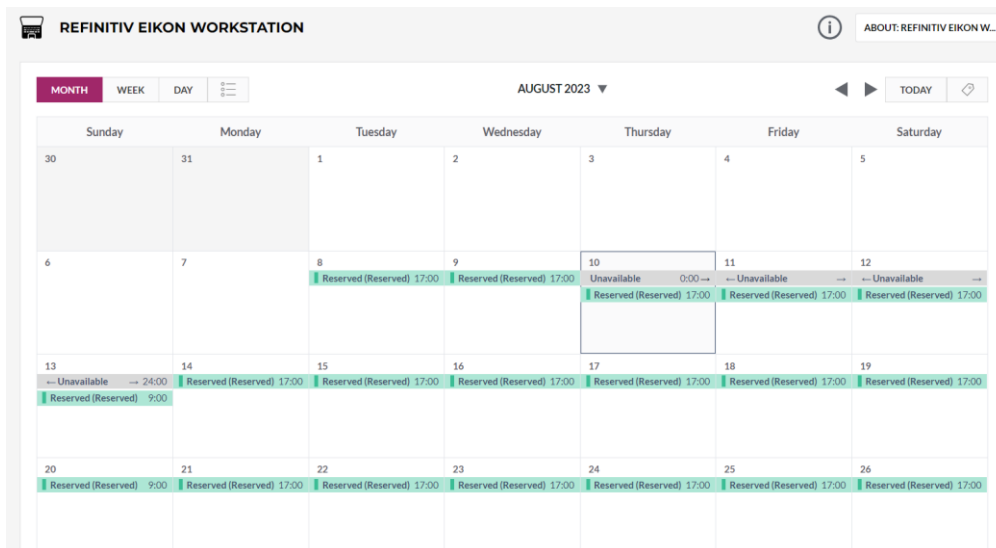 REFINITIV EIKON WORKSTATION
ABOUT: REFINITIV EIKON W...
MONTH WEEK DAY AUGUST 2023 ▼ TODAY
Sunday Monday Tuesday Wednesday Thursday Friday Saturday
30 31 1 2 3 4 5
6 7 8 9 10 11 12
Reserved (Reserved) 17:00 Reserved (Reserved) 17:00 Unavailable 0:00→ ←Unavailable → ←Unavailable →
Reserved (Reserved) 17:00 Reserved (Reserved) 17:00 Reserved (Reserved) 17:00
13 14 15 16 17 18 19
←Unavailable → 24:00 Reserved (Reserved) 17:00 Reserved (Reserved) 17:00 Reserved (Reserved) 17:00 Reserved (Reserved) 17:00 Reserved (Reserved) 17:00 Reserved (Reserved) 17:00
Reserved (Reserved) 9:00
20 21 22 23 24 25 26
Reserved (Reserved) 9:00 Reserved (Reserved) 17:00 Reserved (Reserved) 17:00 Reserved (Reserved) 17:00 Reserved (Reserved) 17:00 Reserved (Reserved) 17:00 Reserved (Reserved) 17:00